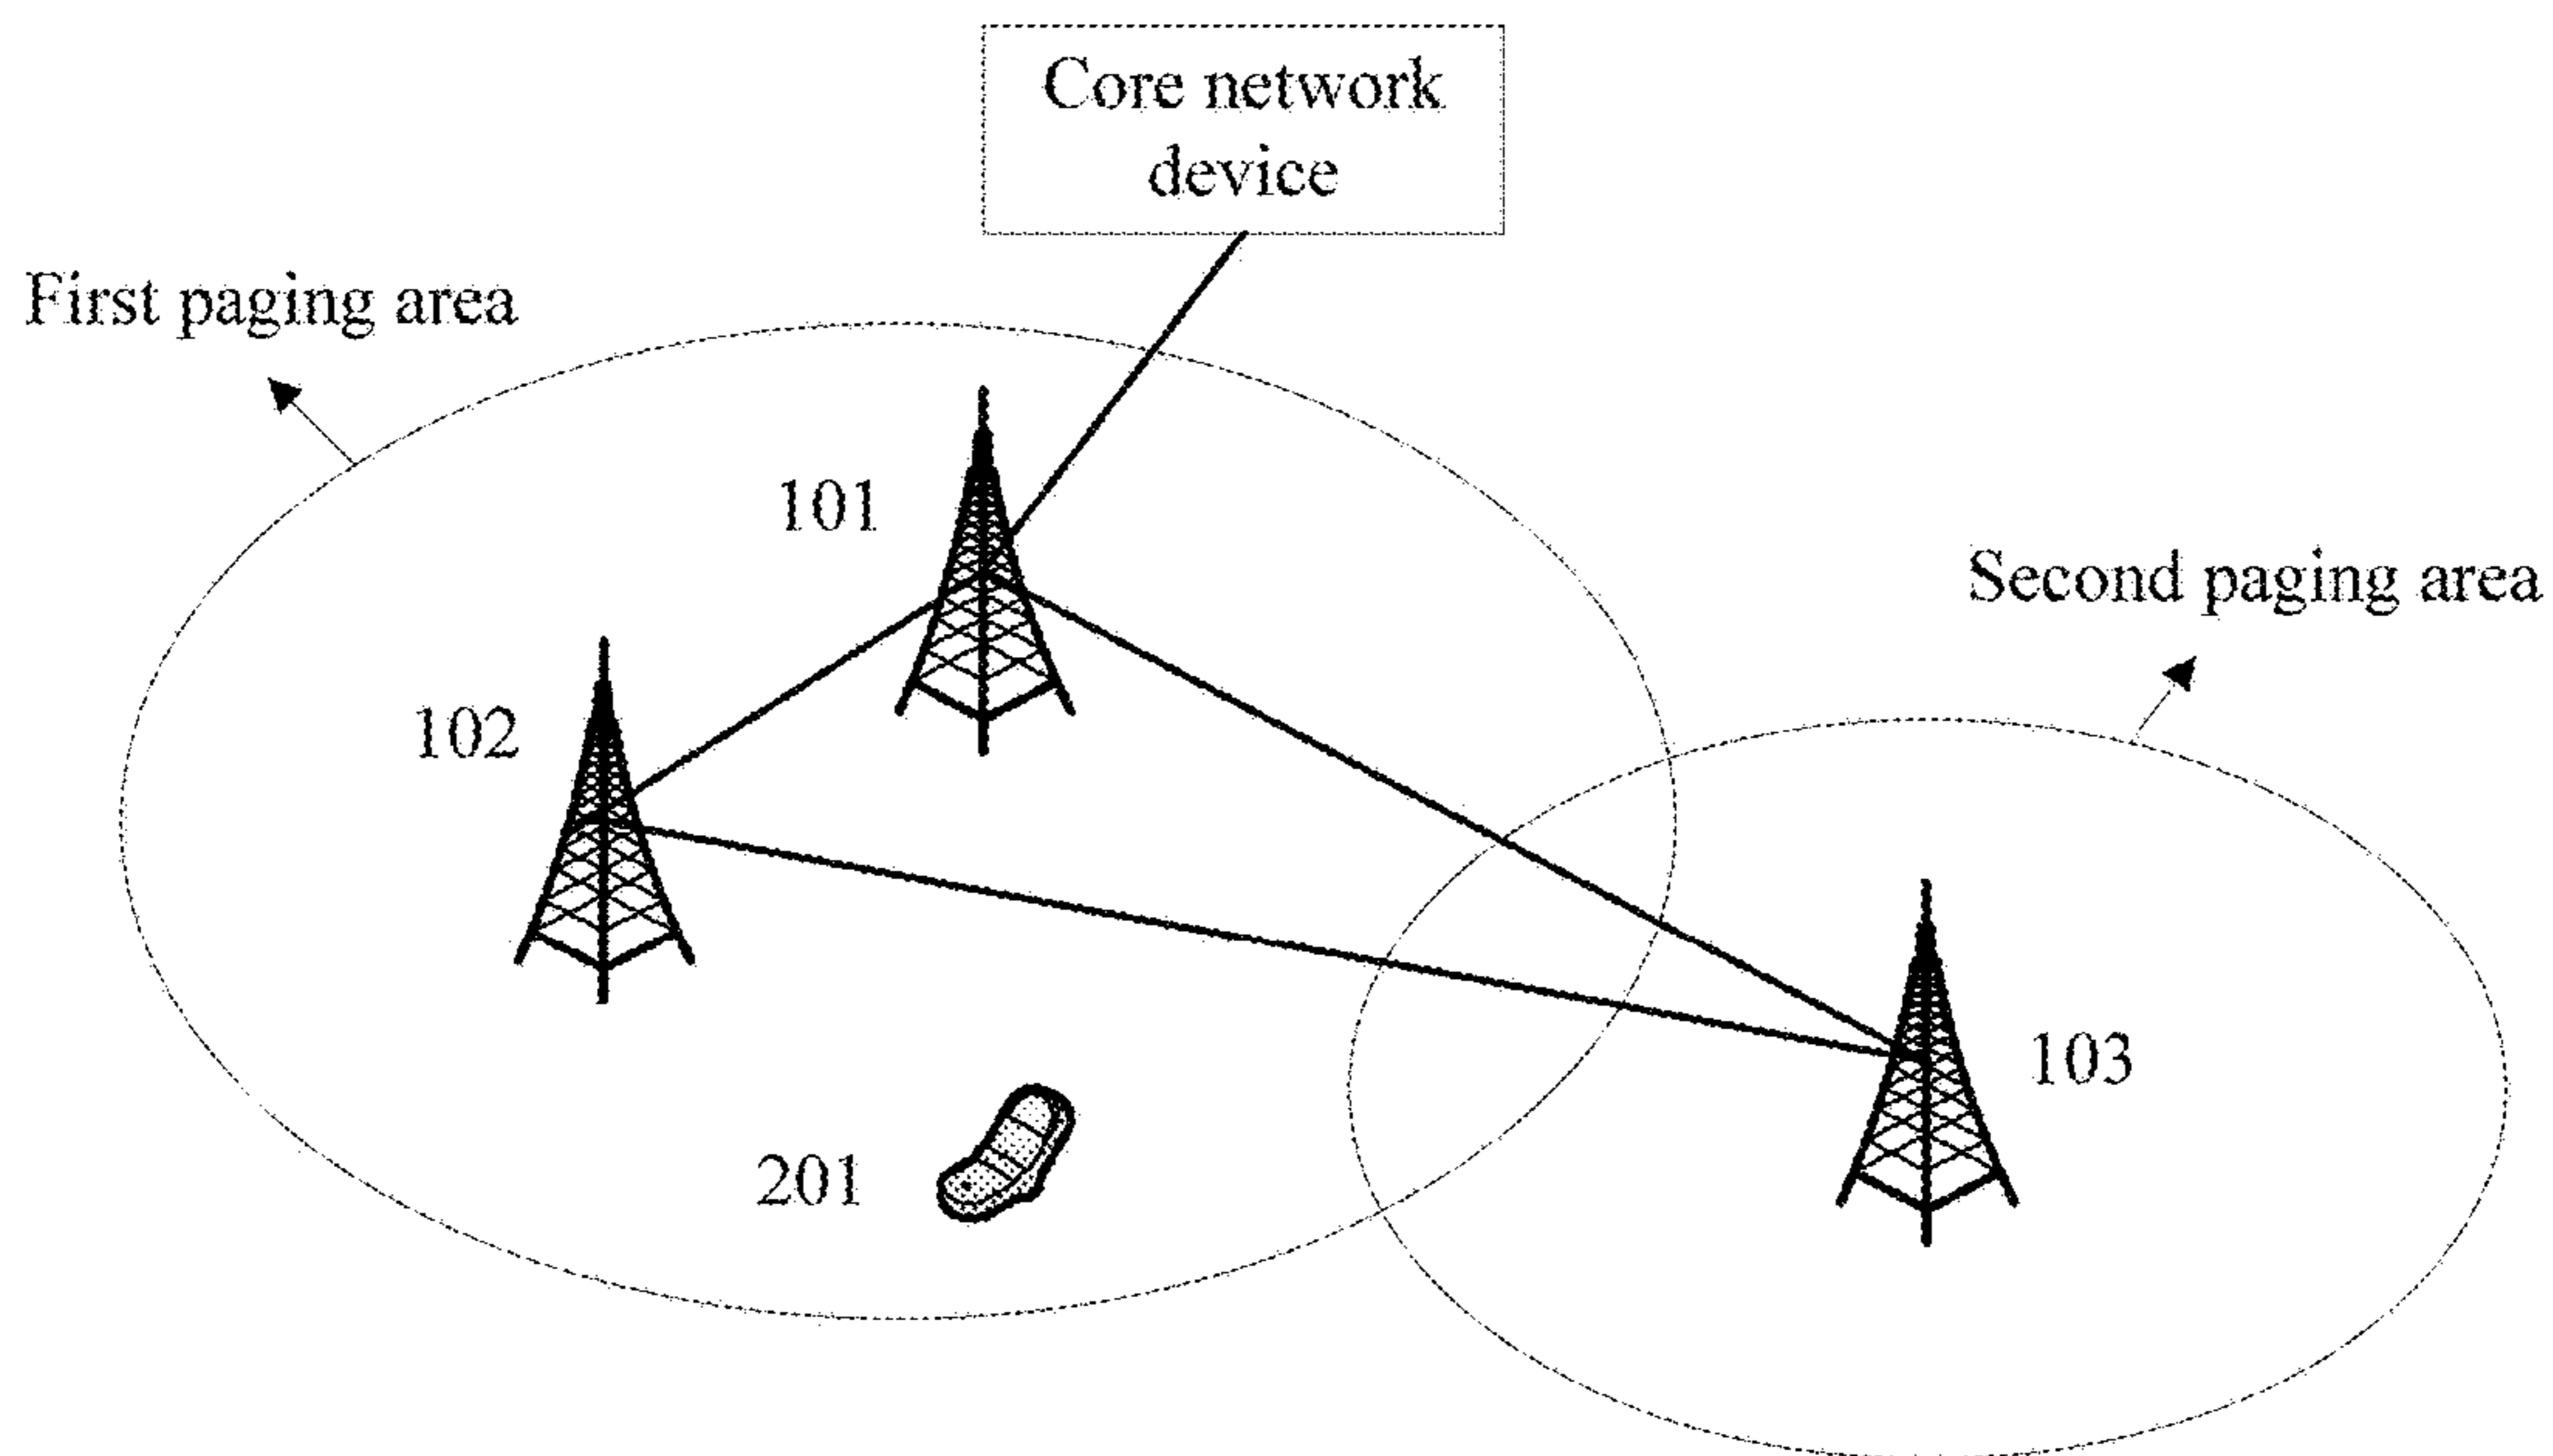 Core network
device
First paging area
101
Second paging area
102
103
201